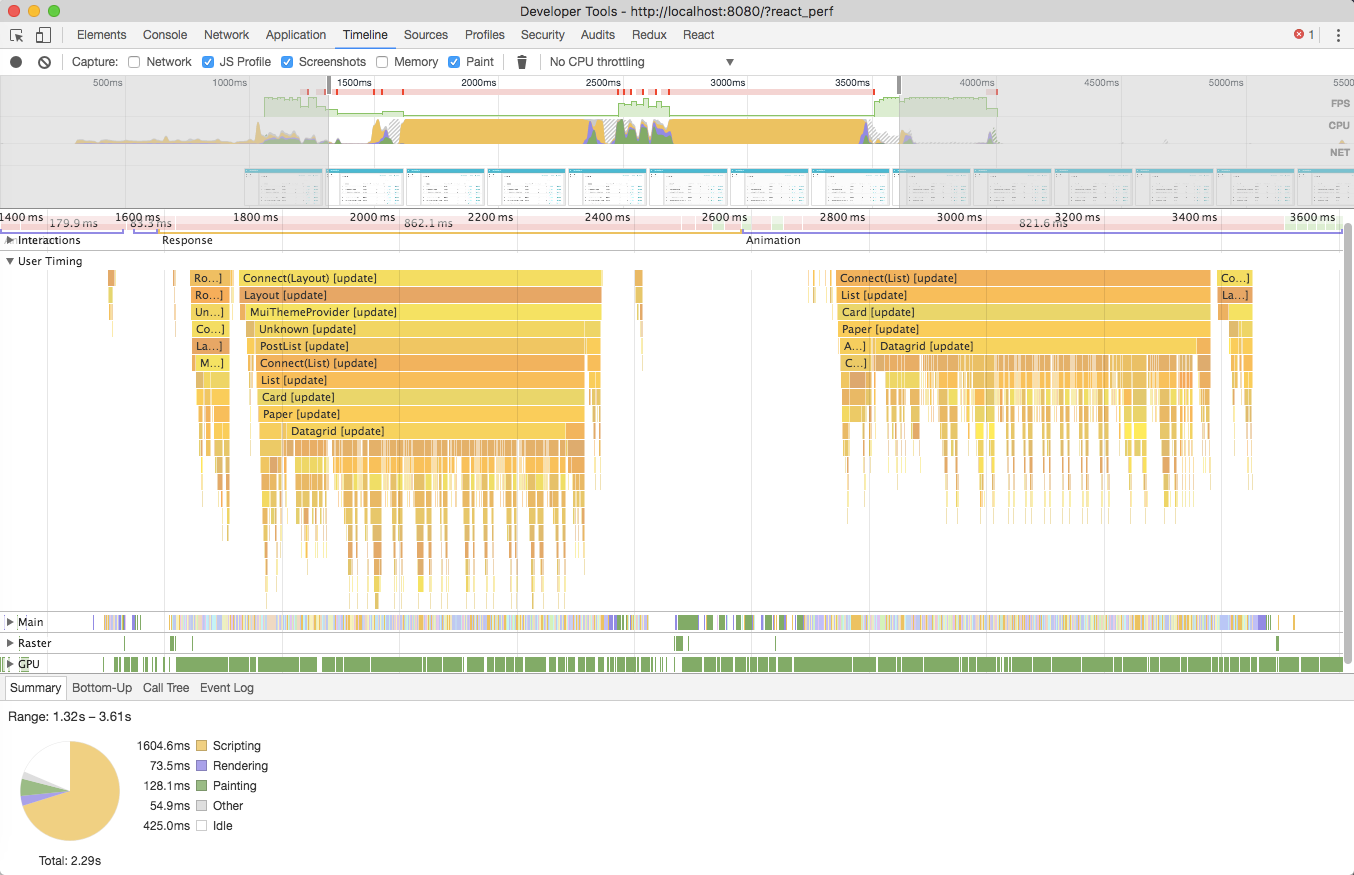 Developer Tools - http://localhost:8080/?react_perf
Elements Console Network Application Timeline Sources Profiles Security Audits Redux React 1
Capture: Network JS Profile Screenshots Memory Paint No CPU throttling
500ms 1000ms 1500ms 2000ms 2500ms 3000ms 3500ms 4000ms 4500ms 5000ms 5500
FPS
CPU
NET
1400 ms 1600 ms 1800 ms 2000 ms 2200 ms 2400 ms 2600 ms 2800 ms 3000 ms 3200 ms 3400 ms 3600 ms
179.9 ms 83.3 ms 862.1 ms 821.6 ms
Interactions Response Animation
User Timing
Ro...] Connect(Layout) [update] Connect(List) [update] Co...]
Ro...] Layout [update] List [update] La...]
Un...] MuiThemeProvider [update] Card [update]
Co...] Unknown [update] Paper [update]
La...] PostList [update] A...] Datagrid [update]
M...] Connect(List) [update] C...]
List [update]
Card [update]
Paper [update]
Datagrid [update]
Main
Raster
GPU
Summary Bottom-Up Call Tree Event Log
Range: 1.32s – 3.61s
1604.6ms Scripting
73.5ms Rendering
128.1ms Painting
54.9ms Other
425.0ms Idle
Total: 2.29s